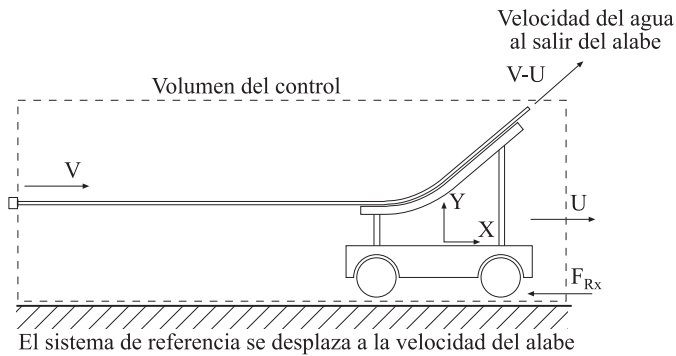 Velocidad del agua
al salir del alabe
V-U
Volumen del control
V
Y
X
U
F_Rx
El sistema de referencia se desplaza a la velocidad del alabe